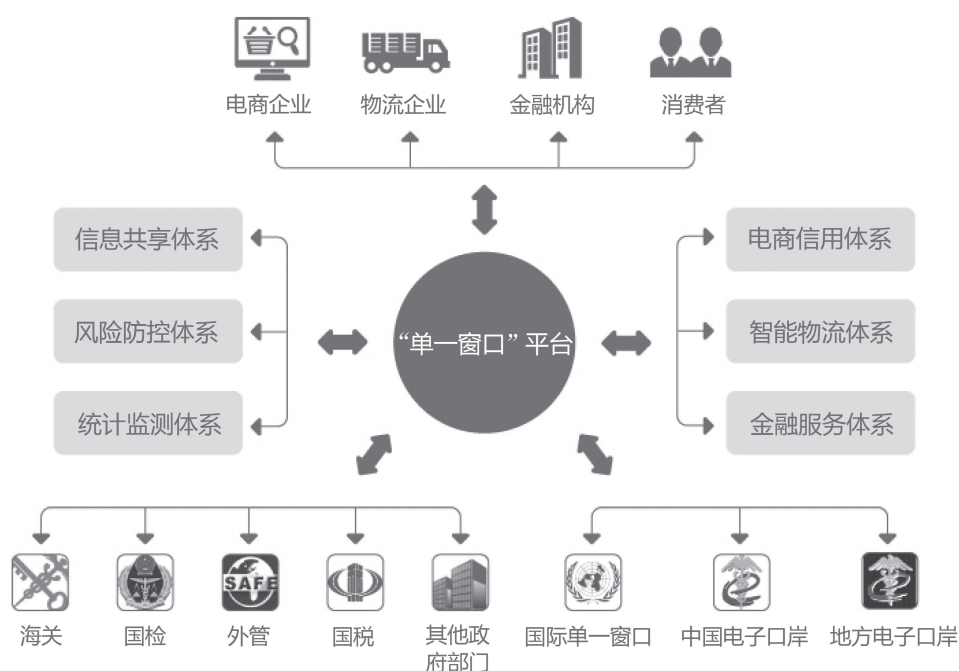 电商企业
物流企业
金融机构
消费者
信息共享体系
电商信用体系
风险防控体系
“单一窗口”平台
智能物流体系
统计监测体系
金融服务体系
SAFE
海关
国检
外管
国税
其他政
府部门
国际单一窗口
中国电子口岸
地方电子口岸